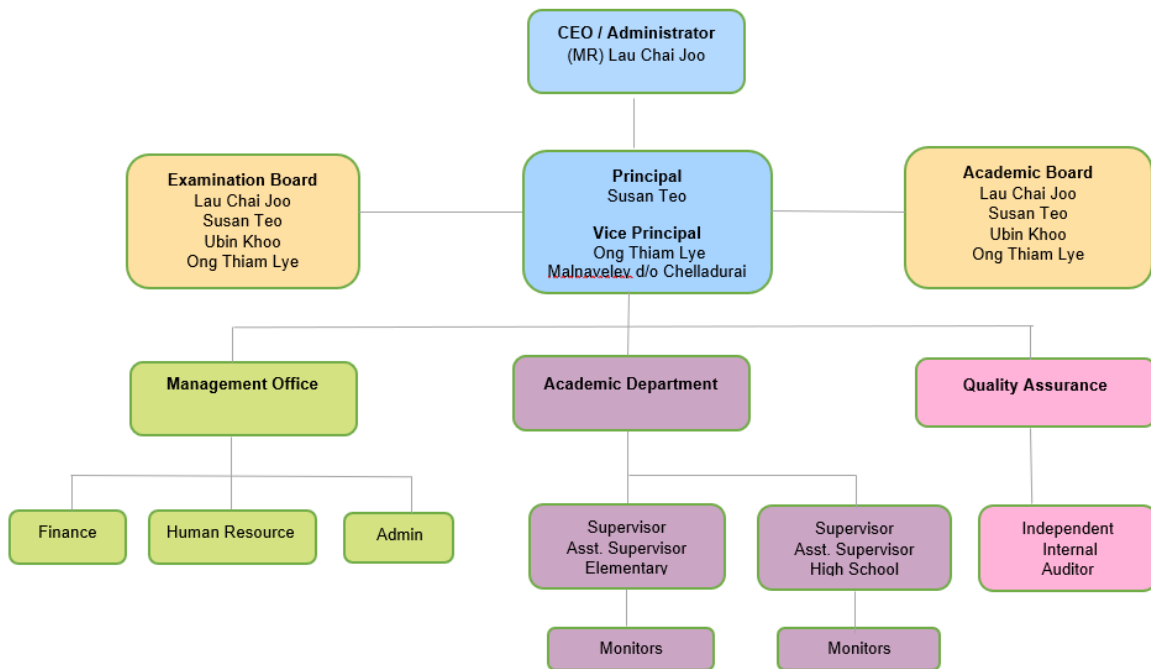 CEO / Administrator
(MR) Lau Chai Joo
Examination Board
Lau Chai Joo
Susan Teo
Ubin Khoo
Ong Thiam Lye
Principal
Susan Teo
Vice Principal
Ong Thiam Lye
Malnaveley d/o Chelladurai
Academic Board
Lau Chai Joo
Susan Teo
Ubin Khoo
Ong Thiam Lye
Management Office
Academic Department
Quality Assurance
Finance
Human Resource
Admin
Supervisor
Asst. Supervisor
Elementary
Supervisor
Asst. Supervisor
High School
Independent
Internal
Auditor
Monitors
Monitors